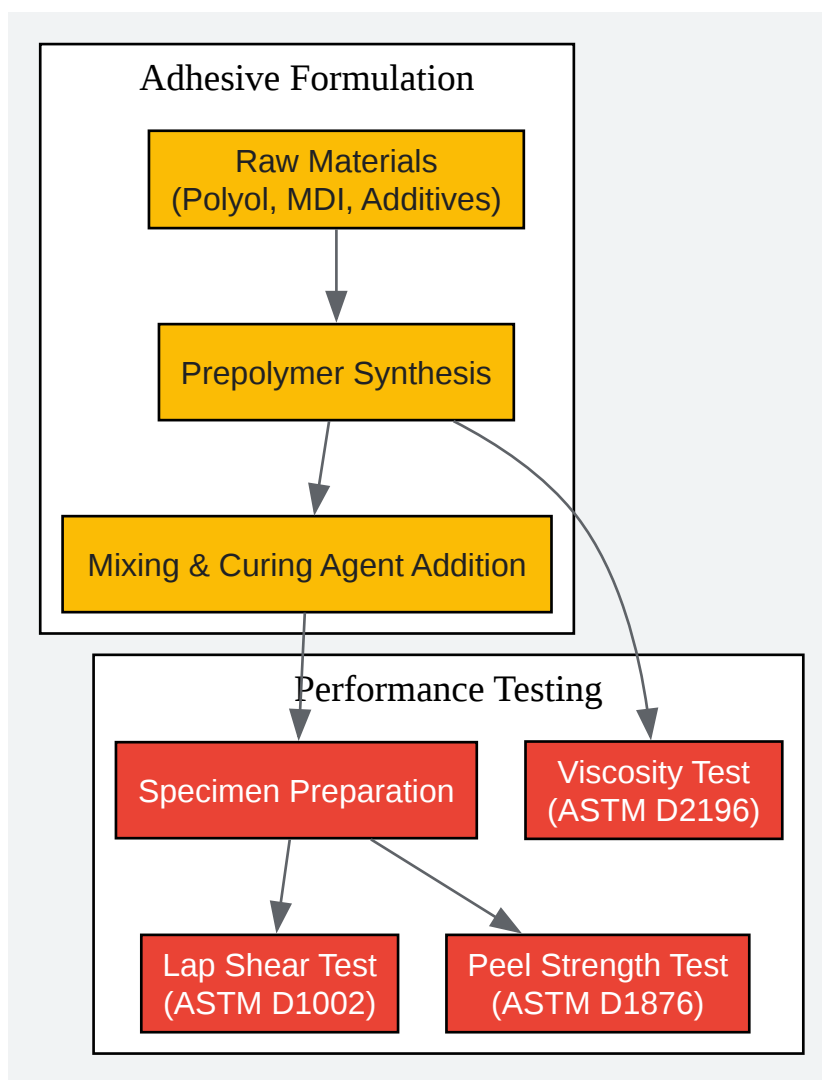 Adhesive Formulation
Raw Materials
(Polyol, MDI, Additives)
Prepolymer Synthesis
Mixing & Curing Agent Addition
Performance Testing
Specimen Preparation
Viscosity Test
(ASTM D2196)
Lap Shear Test
(ASTM D1002)
Peel Strength Test
(ASTM D1876)